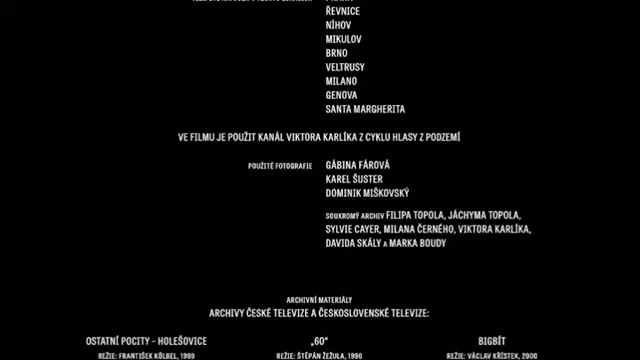 ŘEVNICE
NÍHOV
MIKULOV
BRNO
VELTRUSY
MILANO
GENOVA
SANTA MARGHERITA
VE FILMU JE POUŽIT KANÁL VIKTORA KARLÍKA Z CYKLU HLASY Z PODZEMÍ
POUŽITÉ FOTOGRAFIE GÁBINA FÁROVÁ
KAREL ŠUSTER
DOMINIK MIŠKOVSKÝ
SOUKROMÝ ARCHIV FILIPA TOPOLA, JÁCHYMA TOPOLA,
SYLVIE CAYER, MILANA ČERNÉHO, VIKTORA KARLÍKA,
DAVIDA SKÁLY A MARKA BOUDY
ARCHIVNÍ MATERIÁLY
ARCHIVY ČESKÉ TELEVIZE A ČESKOSLOVENSKÉ TELEVIZE:
OSTATNÍ POCITY – HOLEŠOVICE „60" BIGBÍT
REŽIE: FRANTIŠEK KÖLBEL, 1999 REŽIE: ŠTĚPÁN ŽEŽULA, 1996 REŽIE: VÁCLAV KŘÍSTEK, 2000